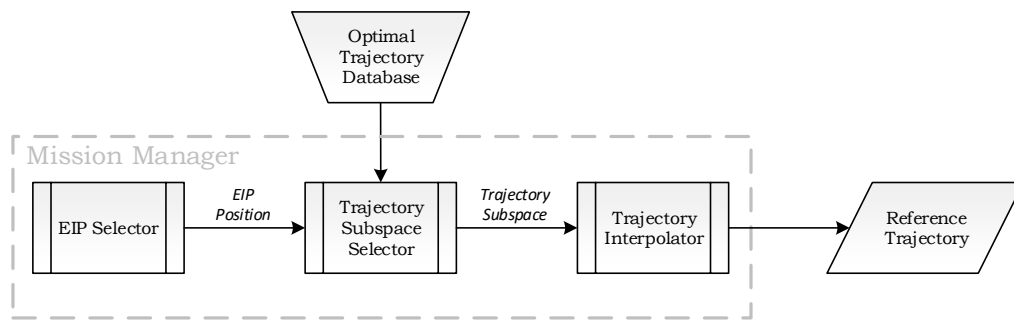 Optimal
Trajectory
Database
Mission Manager
EIP Selector
EIP
Position
Trajectory
Subspace
Selector
Trajectory
Subspace
Trajectory
Interpolator
Reference
Trajectory